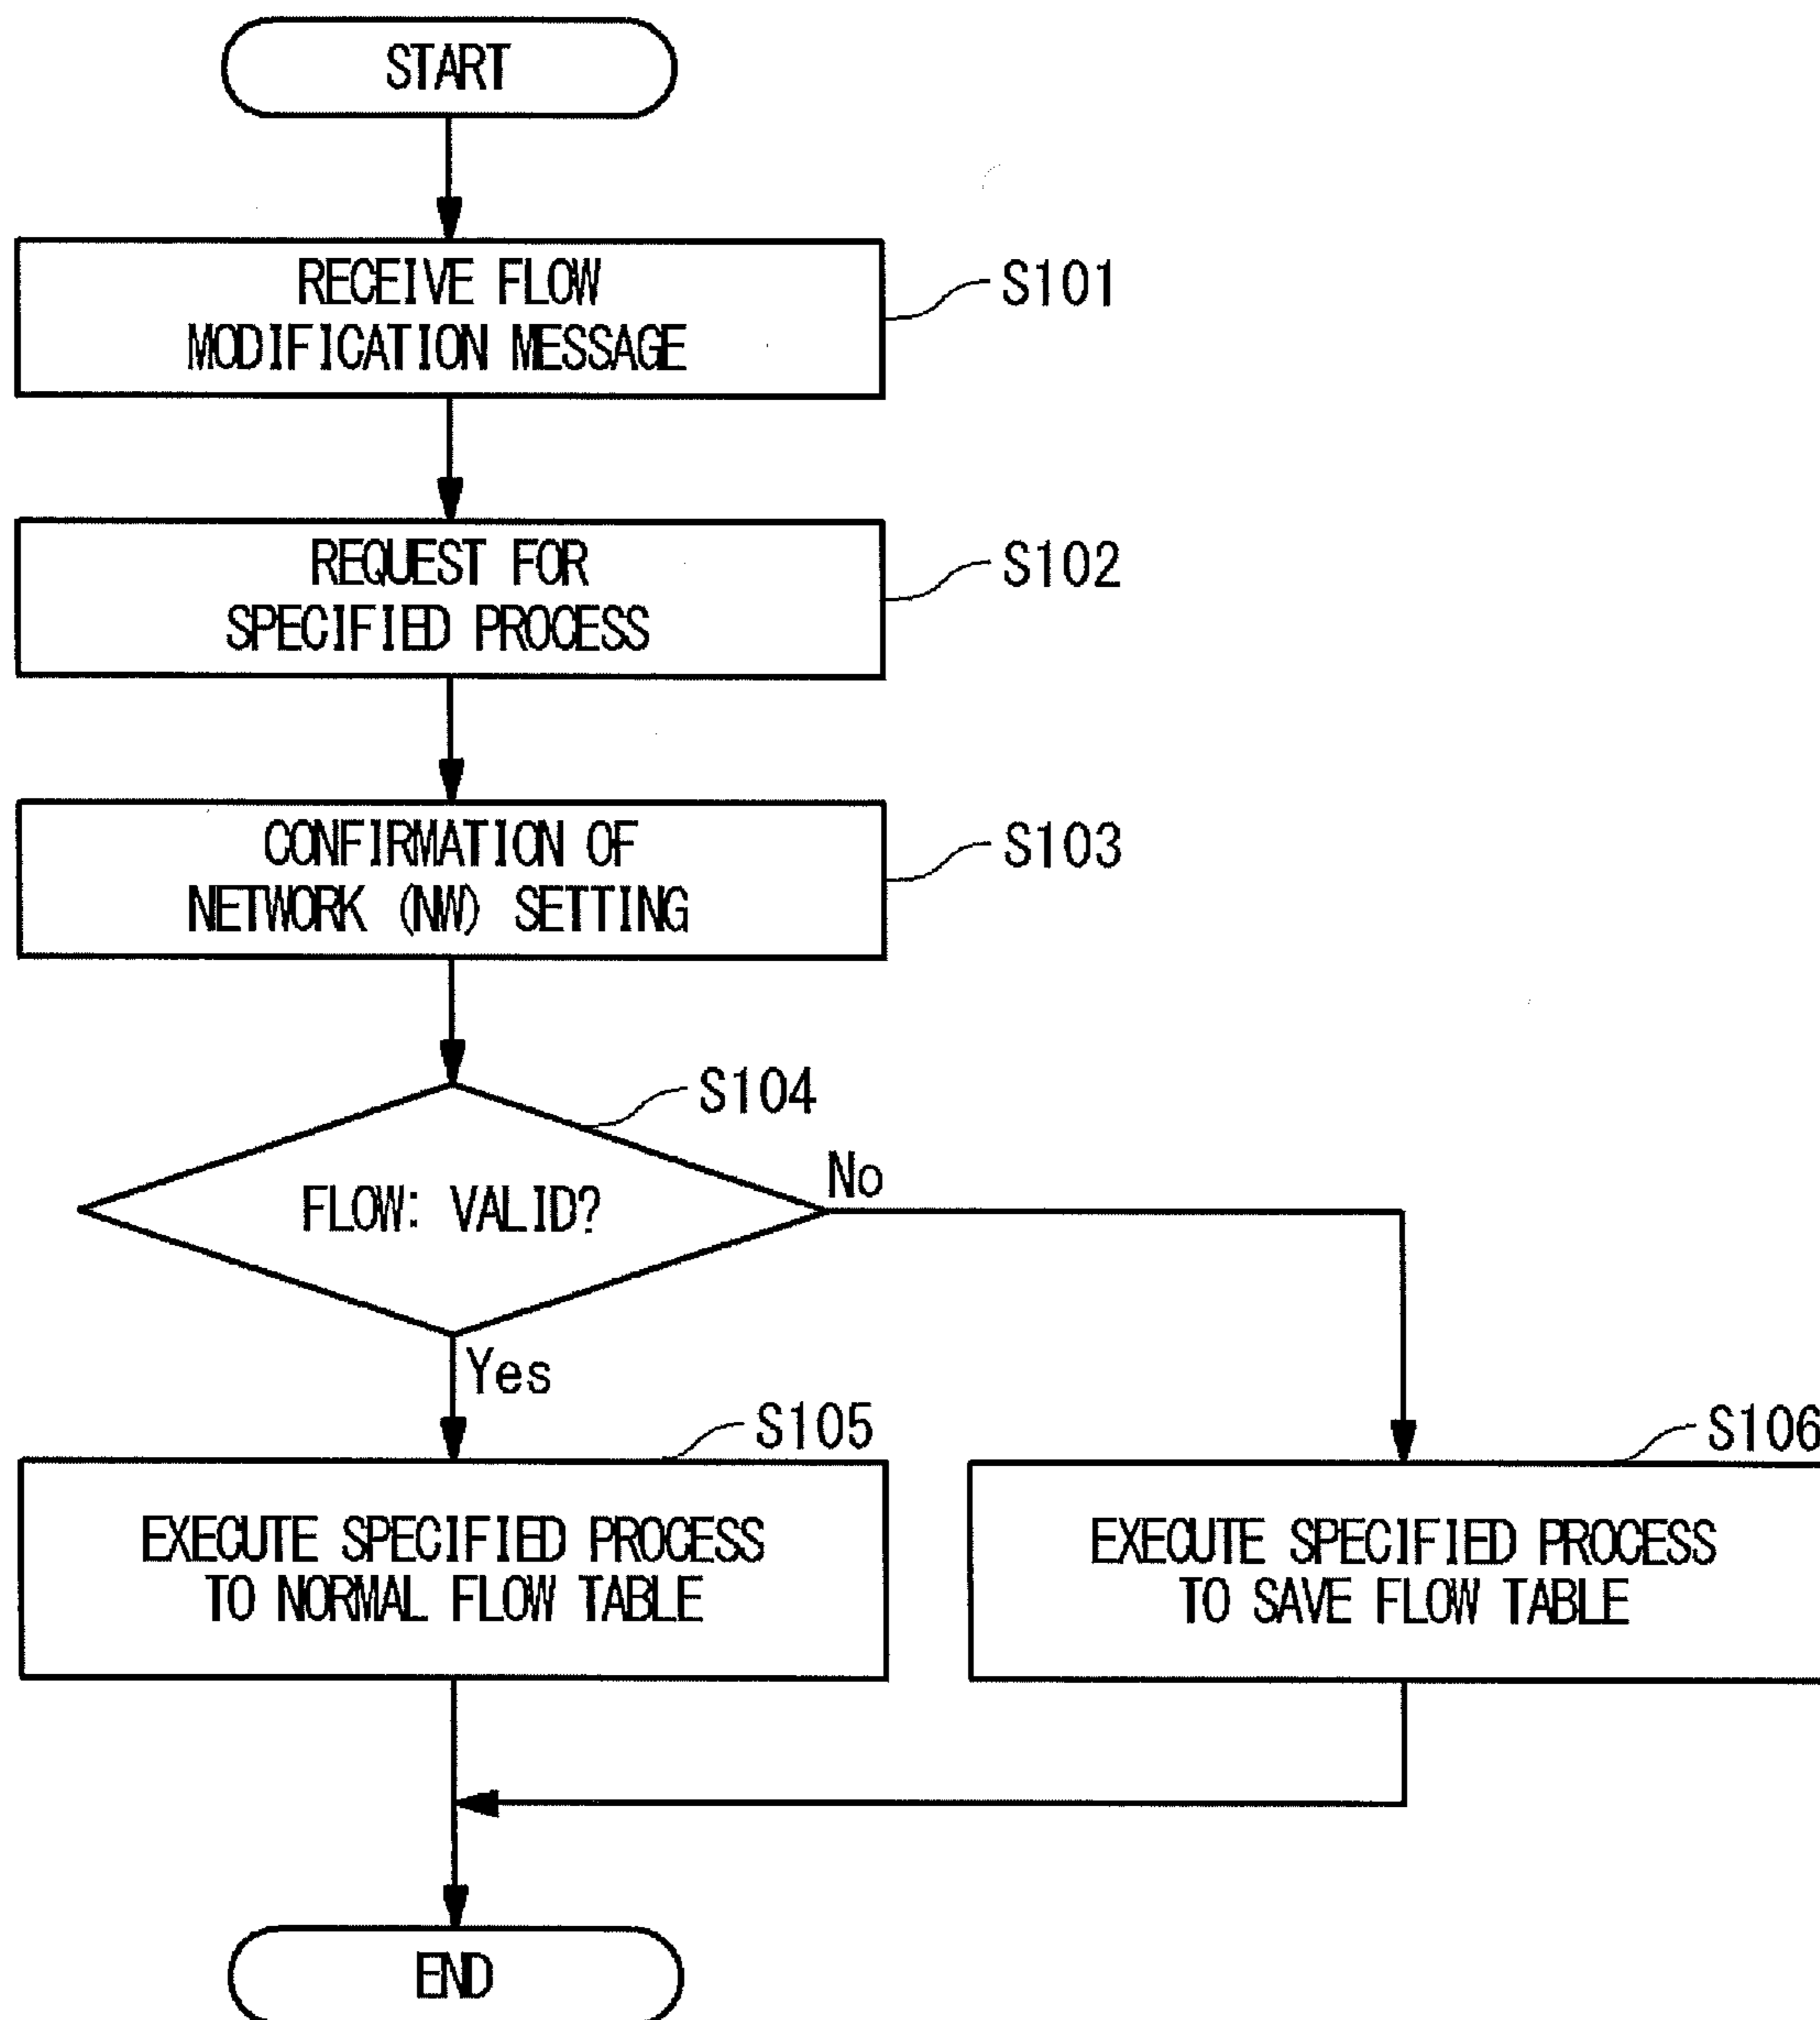 START
RECEIVE FLOW
MODIFICATION MESSAGE
S101
REQUEST FOR
SPECIFIED PROCESS
S102
CONFIRMATION OF
NETWORK (NW) SETTING
S103
S104
FLOW: VALID?
No
Yes
S105
EXECUTE SPECIFIED PROCESS
TO NORMAL FLOW TABLE
S106
EXECUTE SPECIFIED PROCESS
TO SAVE FLOW TABLE
END